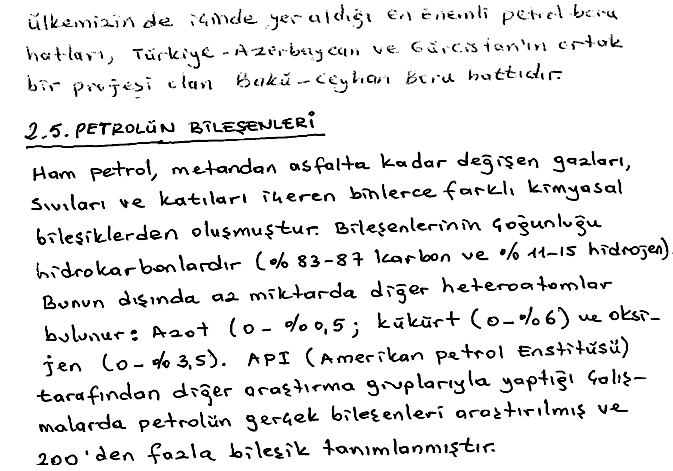 ülkemizin de içinde yer aldığı en önemli petrol boru
hatları, Türkiye-Azerbaycan ve Gürcistan'ın ortak
bir projesi olan Bakü-Ceyhan Boru hattıdır.
2.5. PETROLÜN BİLEŞENLERİ
Ham petrol, metandan asfalta kadar değişen gazları,
sıvıları ve katıları içeren binlerce farklı kimyasal
bileşiklerden oluşmuştur. Bileşenlerinin çoğunluğu
hidrokarbonlardır (% 83-87 karbon ve % 11-15 hidrojen)
Bunun dışında az miktarda diğer heteroatomlar
bulunur: Azot (0-%0,5; kükürt (0-%6) ve oksi-
jen (0-%3,5). API (Amerikan petrol Enstitüsü)
tarafından diğer araştırma gruplarıyla yaptığı çalış-
malarda petrolün gerçek bileşenleri araştırılmış ve
200'den fazla bileşik tanımlanmıştır.